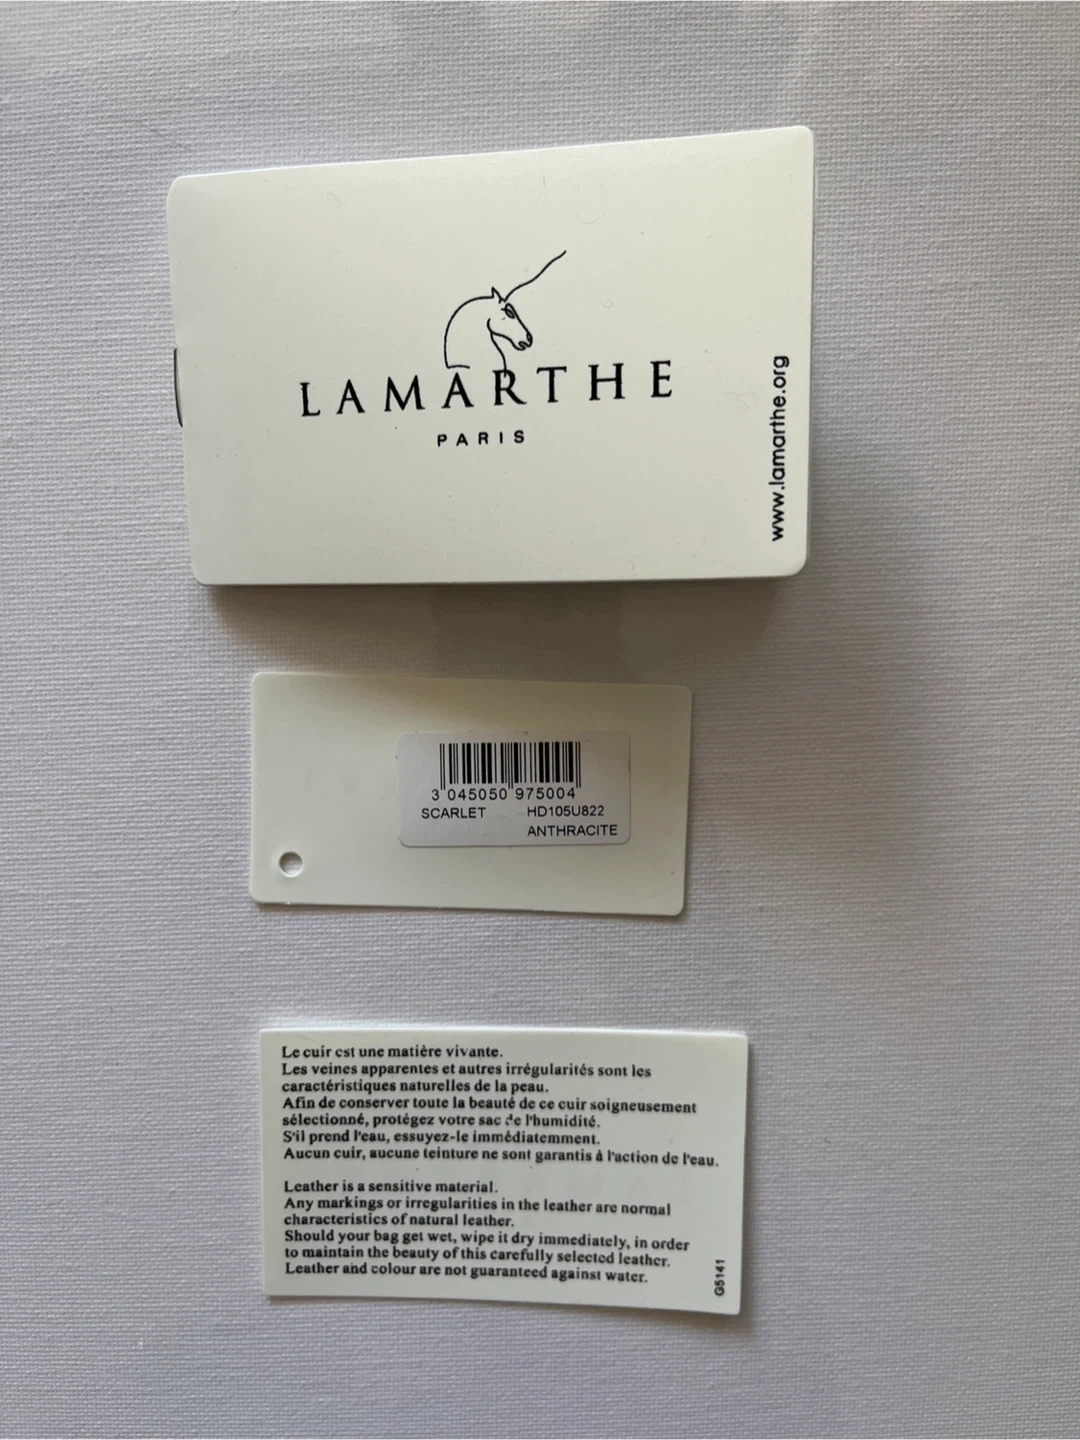 LAMARTHE
PARIS
www.lamarthe.org
3 045050 975004
SCARLET HD105U822
ANTHRACITE
Le cuir est une matière vivante.
Les veines apparentes et autres irrégularités sont les
caractéristiques naturelles de la peau.
Afin de conserver toute la beauté de ce cuir soigneusement
sélectionné, protégez votre sac de l'humidité.
S'il prend l'eau, essuyez-le immédiatemment.
Aucun cuir, aucune teinture ne sont garantis à l'action de l'eau.
Leather is a sensitive material.
Any markings or irregularities in the leather are normal
characteristics of natural leather.
Should your bag get wet, wipe it dry immediately, in order
to maintain the beauty of this carefully selected leather.
Leather and colour are not guaranteed against water.
G5141